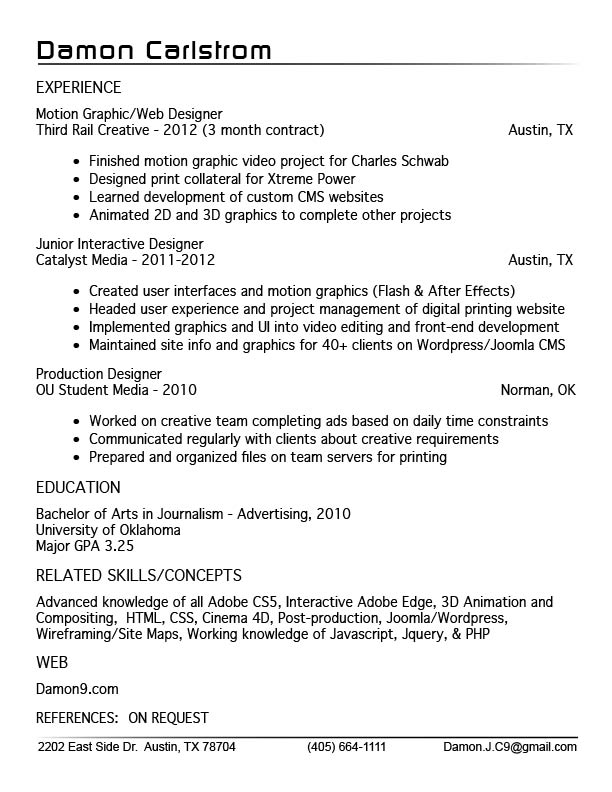 Damon Carlstrom
EXPERIENCE
Motion Graphic/Web Designer
Third Rail Creative - 2012 (3 month contract) Austin, TX
• Finished motion graphic video project for Charles Schwab
• Designed print collateral for Xtreme Power
• Learned development of custom CMS websites
• Animated 2D and 3D graphics to complete other projects
Junior Interactive Designer
Catalyst Media - 2011-2012 Austin, TX
• Created user interfaces and motion graphics (Flash & After Effects)
• Headed user experience and project management of digital printing website
• Implemented graphics and UI into video editing and front-end development
• Maintained site info and graphics for 40+ clients on Wordpress/Joomla CMS
Production Designer
OU Student Media - 2010 Norman, OK
• Worked on creative team completing ads based on daily time constraints
• Communicated regularly with clients about creative requirements
• Prepared and organized files on team servers for printing
EDUCATION
Bachelor of Arts in Journalism - Advertising, 2010
University of Oklahoma
Major GPA 3.25
RELATED SKILLS/CONCEPTS
Advanced knowledge of all Adobe CS5, Interactive Adobe Edge, 3D Animation and
Compositing, HTML, CSS, Cinema 4D, Post-production, Joomla/Wordpress,
Wireframing/Site Maps, Working knowledge of Javascript, Jquery, & PHP
WEB
Damon9.com
REFERENCES: ON REQUEST
2202 East Side Dr. Austin, TX 78704 (405) 664-1111 Damon.J.C9@gmail.com